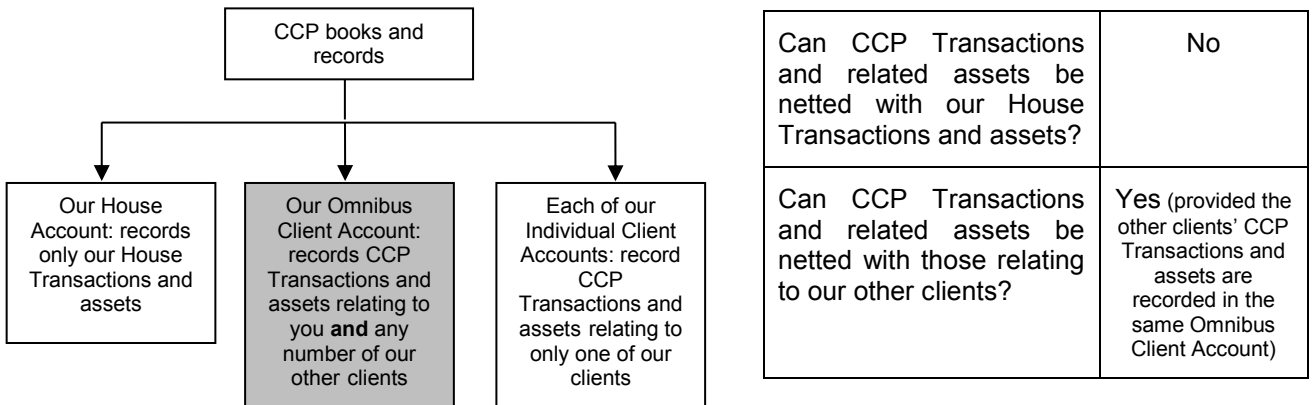 CCP books and
records
Our House
Account: records
only our House
Transactions and
assets
Our Omnibus
Client Account:
records CCP
Transactions and
assets relating to
you and any
number of our
other clients
Each of our
Individual Client
Accounts: record
CCP
Transactions and
assets relating to
only one of our
clients
Can CCP Transactions
and related assets be
netted with our House
Transactions and assets?
No
Can CCP Transactions
and related assets be
netted with those relating
to our other clients?
Yes (provided the
other clients’ CCP
Transactions and
assets are
recorded in the
same Omnibus
Client Account)